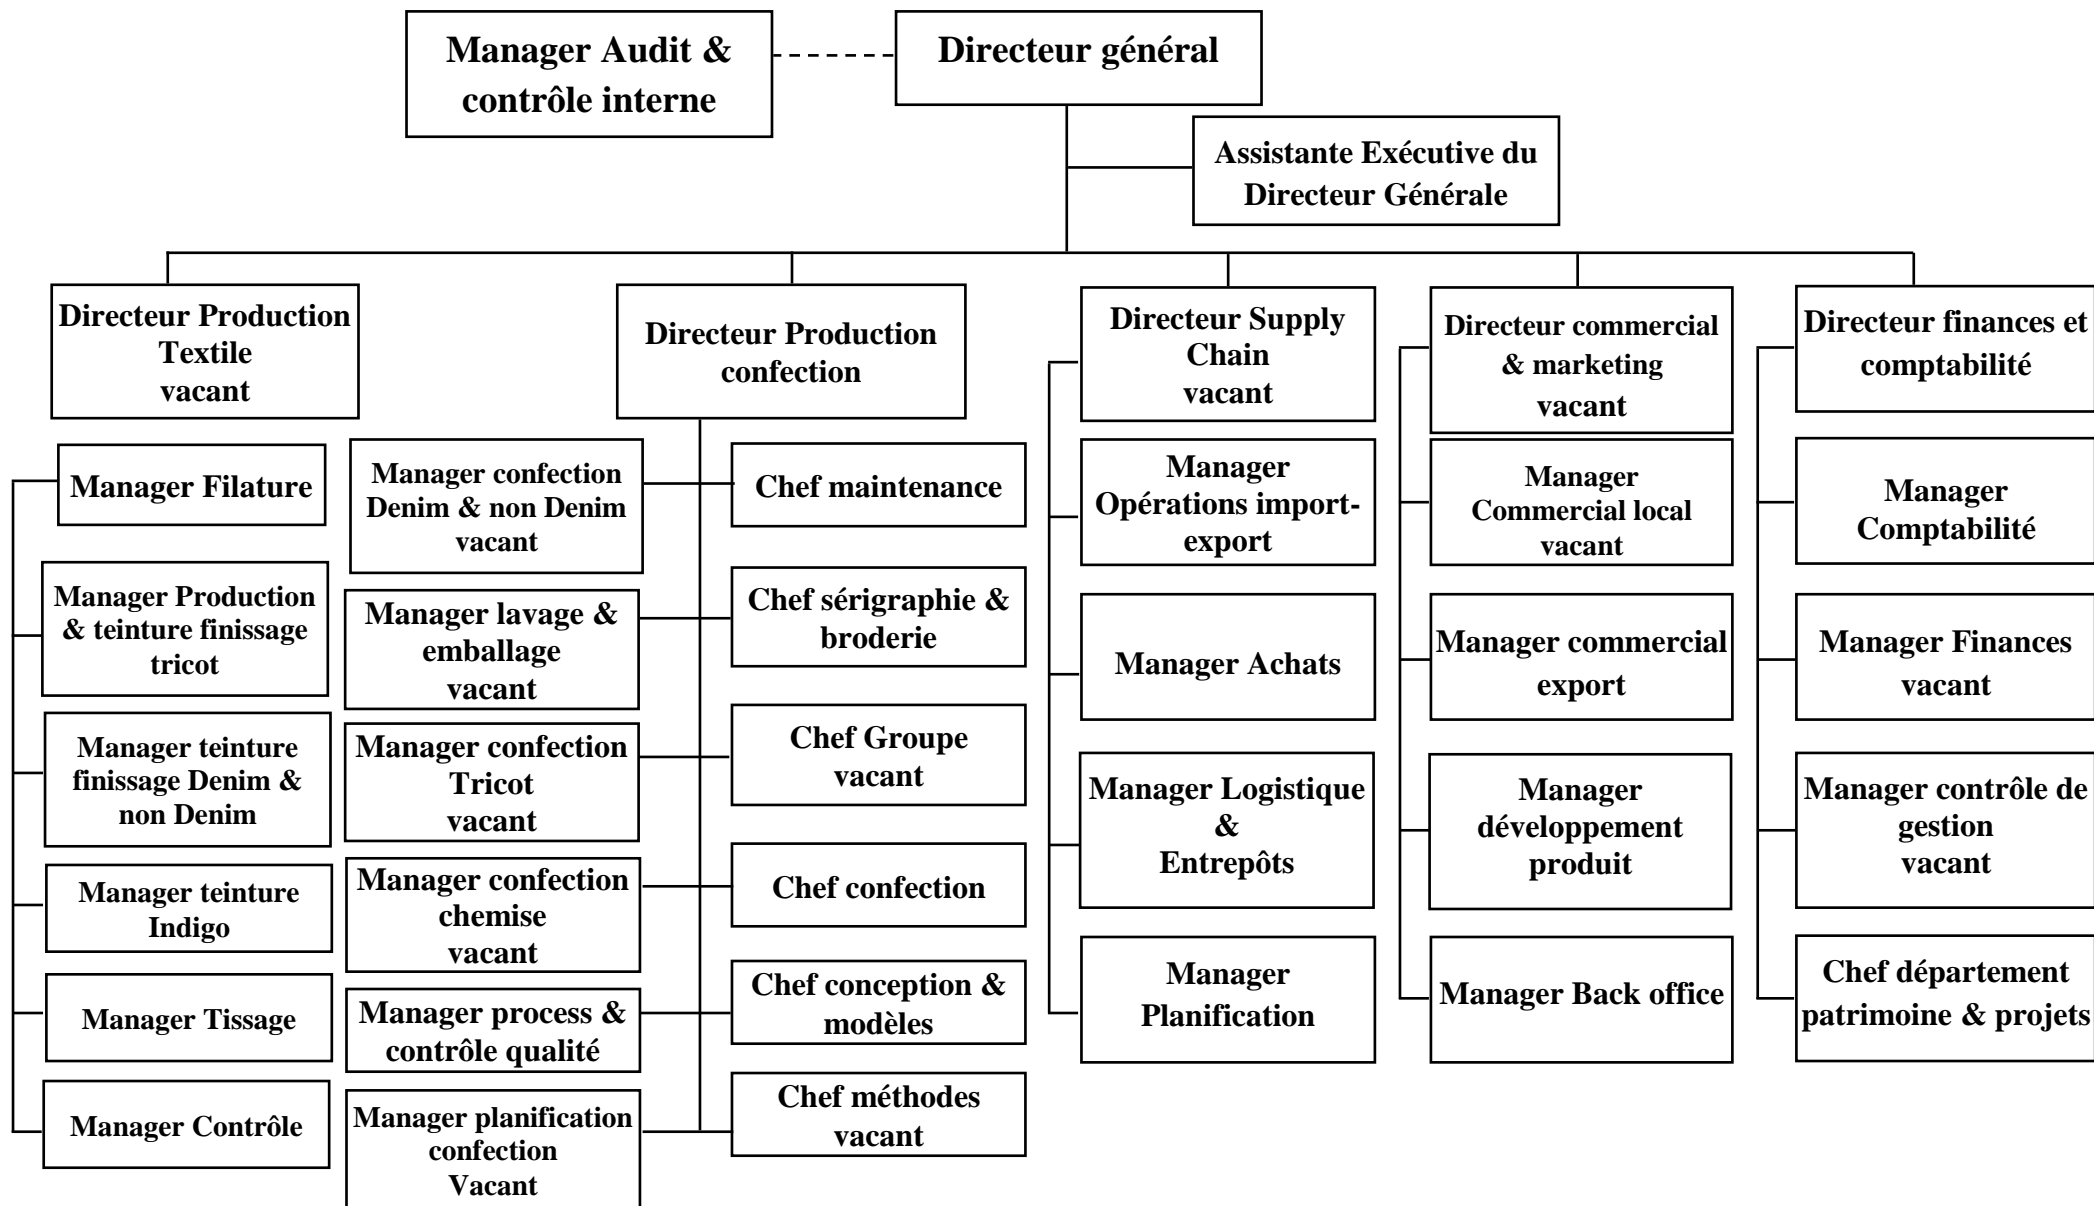 Manager Audit &
contrôle interne
Directeur général
Assistante Exécutive du
Directeur Générale
Directeur Production
Textile
vacant
Manager Filature
Manager Production
& teinture finissage
tricot
Manager teinture
finissage Denim &
non Denim
Manager teinture
Indigo
Manager Tissage
Manager Contrôle
Directeur Production
confection
Manager confection
Denim & non Denim
vacant
Manager lavage &
emballage
vacant
Manager confection
Tricot
vacant
Manager confection
chemise
vacant
Manager process &
contrôle qualité
Manager planification
confection
Vacant
Chef maintenance
Chef sérigraphie &
broderie
Chef Groupe
vacant
Chef confection
Chef conception &
modèles
Chef méthodes
vacant
Directeur Supply
Chain
vacant
Manager
Opérations import-
export
Manager Achats
Manager Logistique
&
Entrepôts
Manager
Planification
Directeur commercial
& marketing
vacant
Manager
Commercial local
vacant
Manager commercial
export
Manager
développement
produit
Manager Back office
Directeur finances et
comptabilité
Manager
Comptabilité
Manager Finances
vacant
Manager contrôle de
gestion
vacant
Chef département
patrimoine & projets